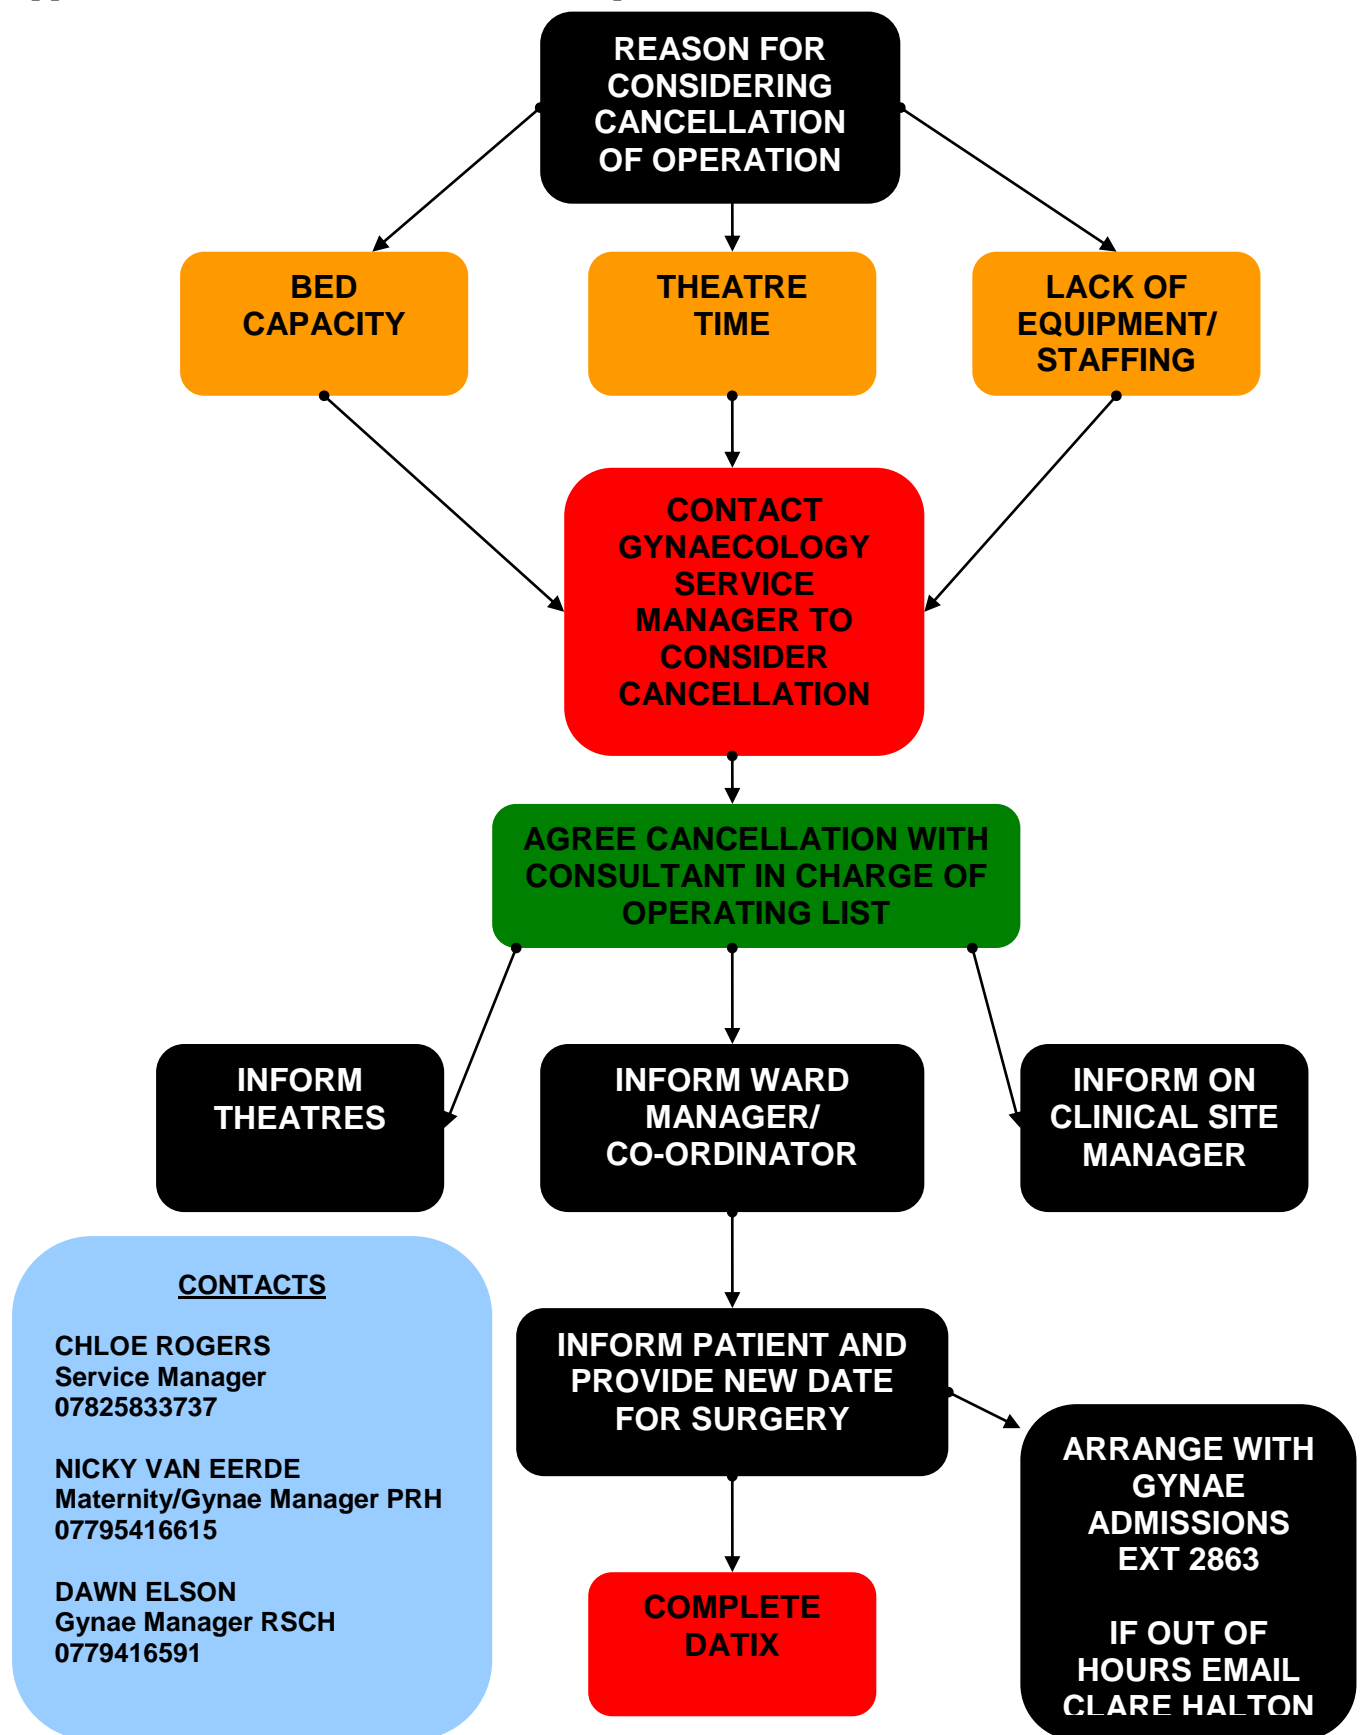 REASON FOR
CONSIDERING
CANCELLATION
OF OPERATION
BED
CAPACITY
THEATRE
TIME
LACK OF
EQUIPMENT/
STAFFING
CONTACT
GYNAECOLOGY
SERVICE
MANAGER TO
CONSIDER
CANCELLATION
AGREE CANCELLATION WITH
CONSULTANT IN CHARGE OF
OPERATING LIST
INFORM
THEATRES
INFORM WARD
MANAGER/
CO-ORDINATOR
INFORM ON
CLINICAL SITE
MANAGER
CONTACTS
CHLOE ROGERS
Service Manager
07825833737
NICKY VAN EERDE
Maternity/Gynae Manager PRH
07795416615
DAWN ELSON
Gynae Manager RSCH
0779416591
INFORM PATIENT AND
PROVIDE NEW DATE
FOR SURGERY
ARRANGE WITH
GYNAE
ADMISSIONS
EXT 2863
IF OUT OF
HOURS EMAIL
CLARE HALTON
COMPLETE
DATIX